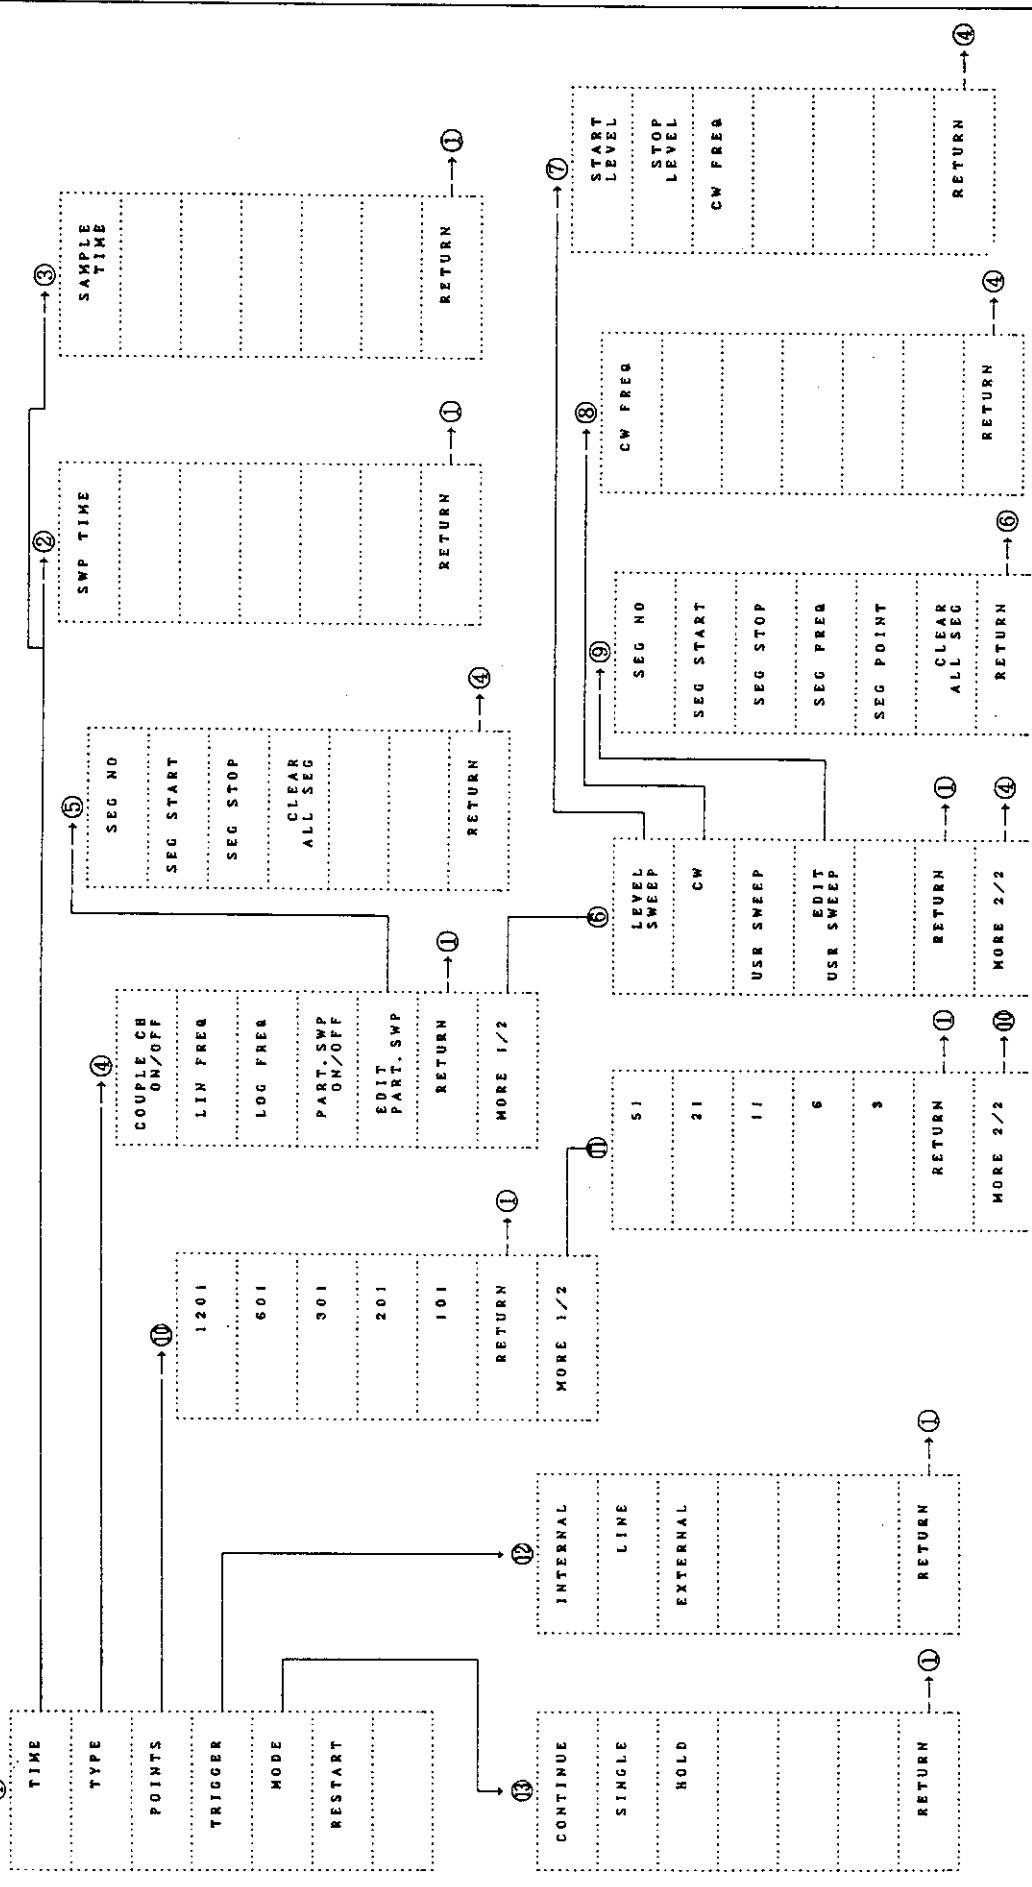 TIME
TYPE
POINTS
TRIGGER
MODE
RESTART
②
SWP TIME
RETURN
①
③
SAMPLE
TIME
RETURN
①
④
COUPLE CH
ON/OFF
LIN FREQ
LOG FREQ
PART.SWP
ON/OFF
EDIT
PART.SWP
RETURN
①
MORE 1/2
⑤
SEG NO
SEG START
SEG STOP
CLEAR
ALL SEG
RETURN
④
⑥
LEVEL
SWEEP
CW
USR SWEEP
EDIT
USR SWEEP
RETURN
①
MORE 2/2
④
⑦
START
LEVEL
STOP
LEVEL
CW FREQ
RETURN
④
⑧
CW FREQ
RETURN
④
⑨
SEG NO
SEG START
SEG STOP
SEG FREQ
SEG POINT
CLEAR
ALL SEG
RETURN
⑥
⑩
1201
601
301
201
101
RETURN
①
MORE 1/2
⑪
51
21
11
6
3
RETURN
①
MORE 2/2
⑩
⑫
INTERNAL
LINE
EXTERNAL
RETURN
①
⑬
CONTINUE
SINGLE
HOLD
RETURN
①